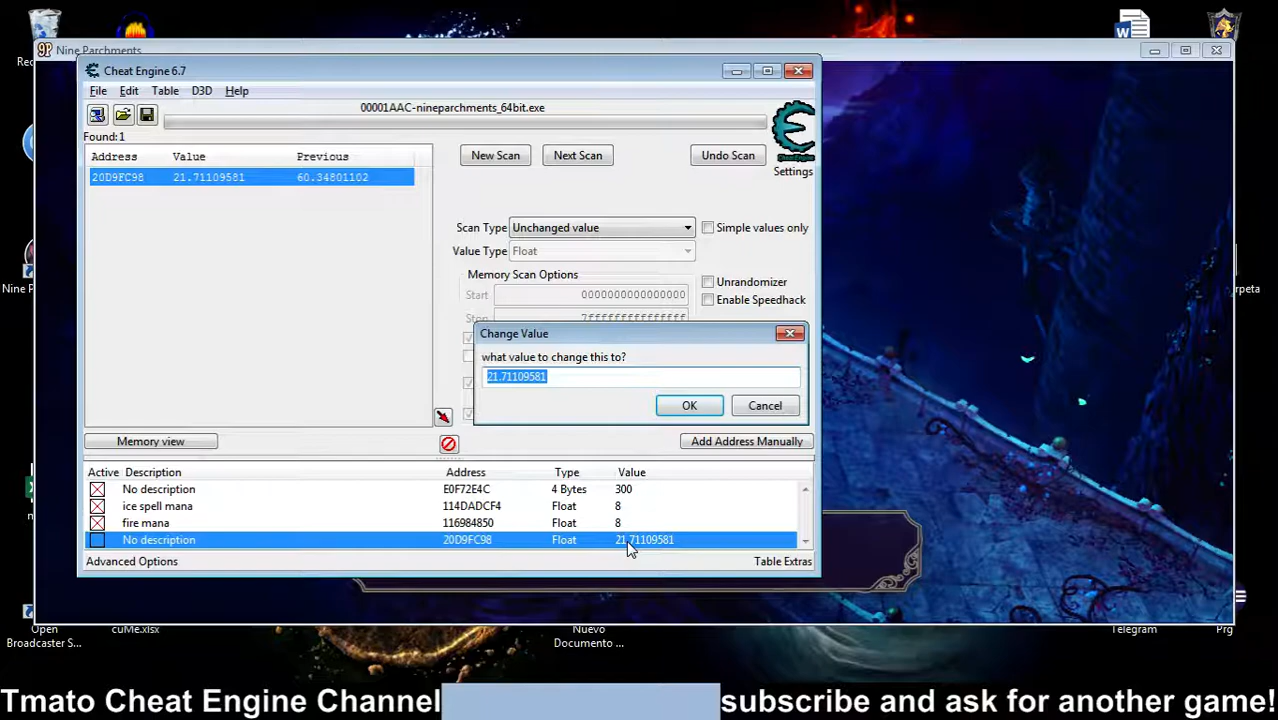 Nine Parchments
Cheat Engine 6.7
File Edit Table D3D Help
00001AAC-nineparchments_64bit.exe
Found:1
Address Value Previous
20D9FC98 21.71109581 60.34801102
New Scan Next Scan Undo Scan
Settings
Scan Type Unchanged value Simple values only
Value Type Float
Memory Scan Options
Unrandomizer
Start 0000000000000000
Enable Speedhack
Stop 7fffffffffffffff
Change Value
what value to change this to?
21.71109581
OK Cancel
Memory view
Add Address Manually
Active Description Address Type Value
No description E0F72E4C 4 Bytes 300
ice spell mana 114DADCF4 Float 8
fire mana 116984850 Float 8
No description 20D9FC98 Float 21.71109581
Advanced Options Table Extras
Open
Broadcaster S...
cuMe.xlsx
Nuevo
Documento ...
Telegram
Prg
Tmato Cheat Engine Channel subscribe and ask for another game!